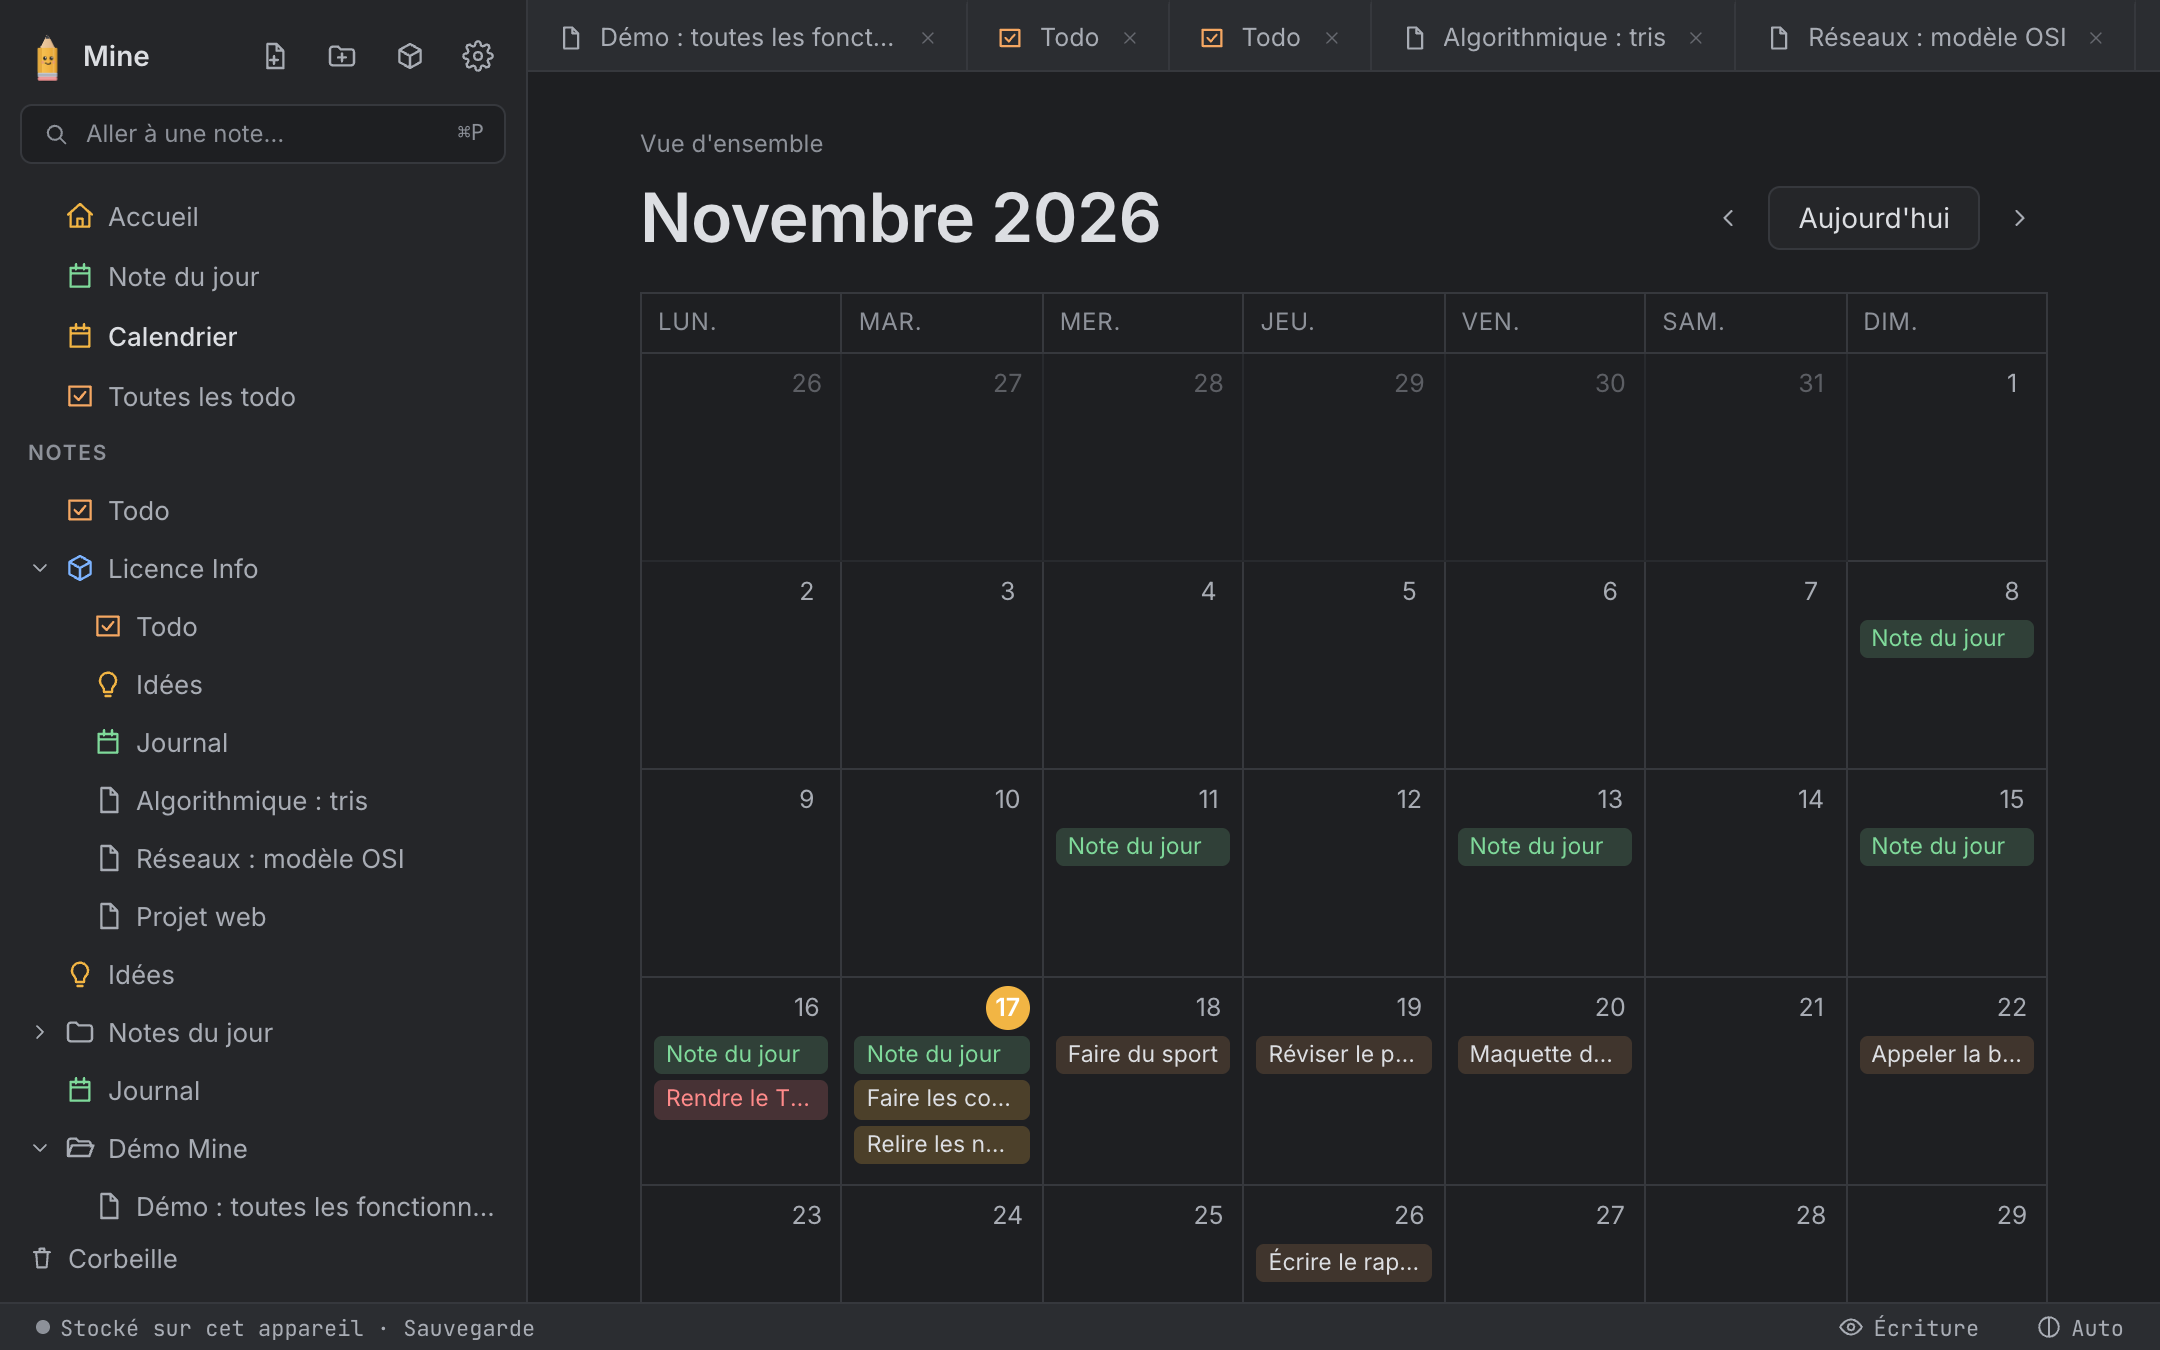 Mine
Aller à une note... ⌘P
Accueil
Note du jour
Calendrier
Toutes les todo
NOTES
Todo
Licence Info
Todo
Idées
Journal
Algorithmique : tris
Réseaux : modèle OSI
Projet web
Idées
Notes du jour
Journal
Démo Mine
Démo : toutes les fonctionn...
Corbeille
Démo : toutes les fonct...
Todo
Todo
Algorithmique : tris
Réseaux : modèle OSI
Vue d'ensemble
Novembre 2026
Aujourd'hui
LUN. MAR. MER. JEU. VEN. SAM. DIM.
26 27 28 29 30 31 1
2 3 4 5 6 7 8
Note du jour
9 10 11 12 13 14 15
Note du jour Note du jour Note du jour
16 17 18 19 20 21 22
Note du jour Note du jour Faire du sport Réviser le p... Maquette d... Appeler la b...
Rendre le T... Faire les co...
Relire les n...
23 24 25 26 27 28 29
Écrire le rap...
Stocké sur cet appareil · Sauvegarde
Écriture
Auto